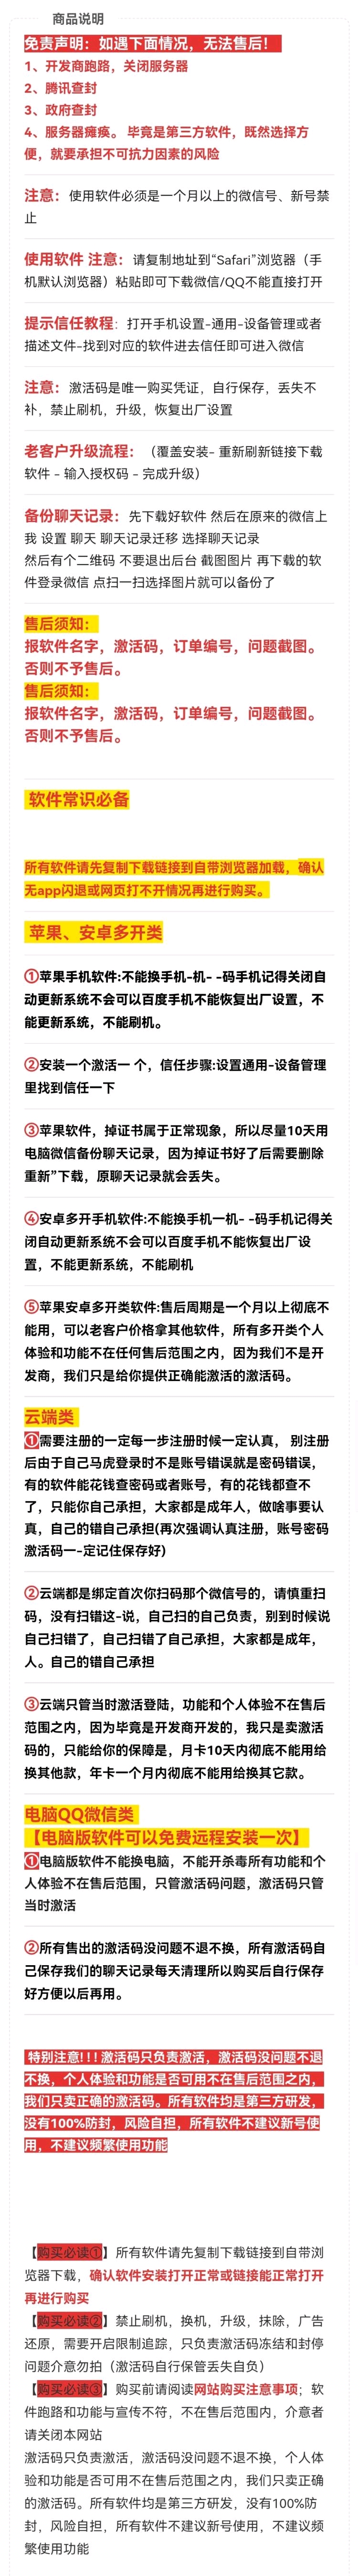 商品说明
免责声明：如遇下面情况，无法售后！
1、开发商跑路，关闭服务器
2、腾讯查封
3、政府查封
4、服务器瘫痪。 毕竟是第三方软件，既然选择方
便，就要承担不可抗力因素的风险
注意：使用软件必须是一个月以上的微信号、新号禁
止
使用软件 注意：请复制地址到“Safari”浏览器（手
机默认浏览器）粘贴即可下载微信/QQ不能直接打开
提示信任教程：打开手机设置-通用-设备管理或者
描述文件-找到对应的软件进去信任即可进入微信
注意：激活码是唯一购买凭证，自行保存，丢失不
补，禁止刷机，升级，恢复出厂设置
老客户升级流程：（覆盖安装- 重新刷新链接下载
软件 - 输入授权码 - 完成升级）
备份聊天记录：先下载好软件 然后在原来的微信上
我 设置 聊天 聊天记录迁移 选择聊天记录
然后有个二维码 不要退出后台 截图图片 再下载的软
件登录微信 点扫一扫选择图片就可以备份了
售后须知：
报软件名字，激活码，订单编号，问题截图。
否则不予售后。
售后须知：
报软件名字，激活码，订单编号，问题截图。
否则不予售后。
软件常识必备
所有软件请先复制下载链接到自带浏览器加载，确认
无app闪退或网页打不开情况再进行购买。
苹果、安卓多开类
①苹果手机软件:不能换手机-机- -码手机记得关闭自
动更新系统不会可以百度手机不能恢复出厂设置，不
能更新系统，不能刷机。
②安装一个激活一 个，信任步骤:设置通用-设备管理
里找到信任一下
③苹果软件，掉证书属于正常现象，所以尽量10天用
电脑微信备份聊天记录，因为掉证书好了后需要删除
重新”下载，原聊天记录就会丢失。
④安卓多开手机软件:不能换手机一机- -码手机记得关
闭自动更新系统不会可以百度手机不能恢复出厂设
置，不能更新系统，不能刷机
⑤苹果安卓多开类软件:售后周期是一个月以上彻底不
能用，可以老客户价格拿其他软件，所有多开类个人
体验和功能不在任何售后范围之内，因为我们不是开
发商，我们只是给你提供正确能激活的激活码。
云端类
①需要注册的一定每一步注册时候一定认真， 别注册
后由于自己马虎登录时不是账号错误就是密码错误，
有的软件能花钱查密码或者账号，有的花钱都查不
了，只能你自己承担，大家都是成年人，做啥事要认
真，自己的错自己承担(再次强调认真注册，账号密码
激活码一-定记住保存好)
②云端都是绑定首次你扫码那个微信号的，请慎重扫
码，没有扫错这-说，自己扫的自己负责，别到时候说
自己扫错了，自己扫错了自己承担，大家都是成年，
人。自己的错自己承担
③云端只管当时激活登陆，功能和个人体验不在售后
范围之内，因为毕竟是开发商开发的，我只是卖激活
码的，只能给你的保障是，月卡10天内彻底不能用给
换其他款，年卡一个月内彻底不能用给换其它款。
电脑QQ微信类
【电脑版软件可以免费远程安装一次】
①电脑版软件不能换电脑，不能开杀毒所有功能和个
人体验不在售后范围，只管激活码问题，激活码只管
当时激活
②所有售出的激活码没问题不退不换，所有激活码自
己保存我们的聊天记录每天清理所以购买后自行保存
好方便以后再用。
特别注意!!! 激活码只负责激活，激活码没问题不退
不换，个人体验和功能是否可用不在售后范围之内，
我们只卖正确的激活码。所有软件均是第三方研发，
没有100%防封，风险自担，所有软件不建议新号使
用，不建议频繁使用功能
【购买必读①】所有软件请先复制下载链接到自带浏
览器下载，确认软件安装打开正常或链接能正常打开
再进行购买
【购买必读②】禁止刷机，换机，升级，抹除，广告
还原，需要开启限制追踪，只负责激活码冻结和封停
问题介意勿拍（激活码自行保管丢失自负）
【购买必读③】购买前请阅读网站购买注意事项；软
件跑路和功能与宣传不符，不在售后范围内，介意者
请关闭本网站
激活码只负责激活，激活码没问题不退不换，个人体
验和功能是否可用不在售后范围之内，我们只卖正确
的激活码。所有软件均是第三方研发，没有100%防
封，风险自担，所有软件不建议新号使用，不建议频
繁使用功能